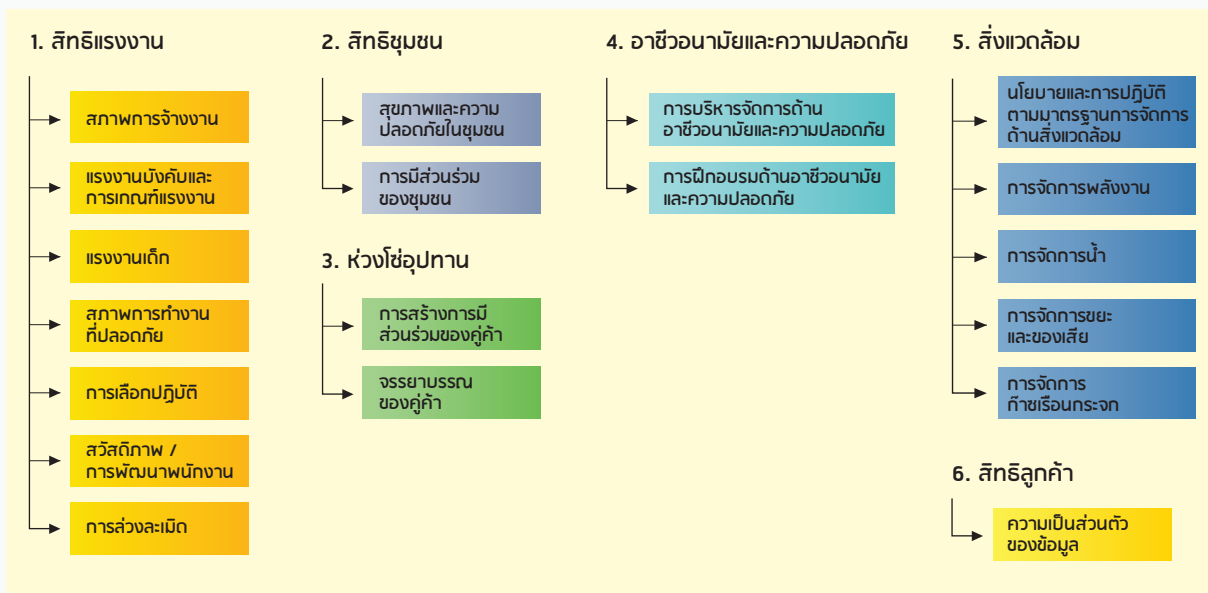 1. สิทธิแรงงาน
สภาพการจ้างงาน
แรงงานบังคับและ
การเกณฑ์แรงงาน
แรงงานเด็ก
สภาพการทำงาน
ที่ปลอดภัย
การเลือกปฏิบัติ
สวัสดิภาพ /
การพัฒนาพนักงาน
การล่วงละเมิด
2. สิทธิชุมชน
สุขภาพและความ
ปลอดภัยในชุมชน
การมีส่วนร่วม
ของชุมชน
3. ห่วงโซ่อุปทาน
การสร้างการมี
ส่วนร่วมของคู่ค้า
จรรยาบรรณ
ของคู่ค้า
4. อาชีวอนามัยและความปลอดภัย
การบริหารจัดการด้าน
อาชีวอนามัยและความปลอดภัย
การฝึกอบรมด้านอาชีวอนามัย
และความปลอดภัย
5. สิ่งแวดล้อม
นโยบายและการปฏิบัติ
ตามมาตรฐานการจัดการ
ด้านสิ่งแวดล้อม
การจัดการพลังงาน
การจัดการน้ำ
การจัดการขยะ
และของเสีย
การจัดการ
ก๊าซเรือนกระจก
6. สิทธิลูกค้า
ความเป็นส่วนตัว
ของข้อมูล